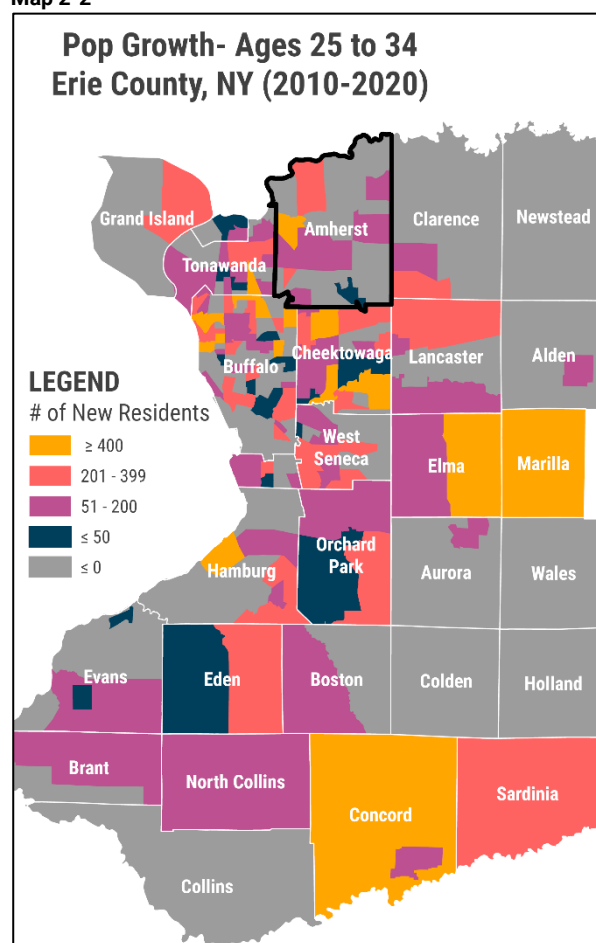 Map 2-2
Pop Growth- Ages 25 to 34
Erie County, NY (2010-2020)
Grand Island
Amherst
Clarence
Newstead
Tonawanda
Buffalo
Cheektowaga
Lancaster
Alden
LEGEND
# of New Residents
≥ 400
201 - 399
51 - 200
≤ 50
≤ 0
West
Seneca
Elma
Marilla
Hamburg
Orchard
Park
Aurora
Wales
Evans
Eden
Boston
Colden
Holland
Brant
North Collins
Concord
Sardinia
Collins